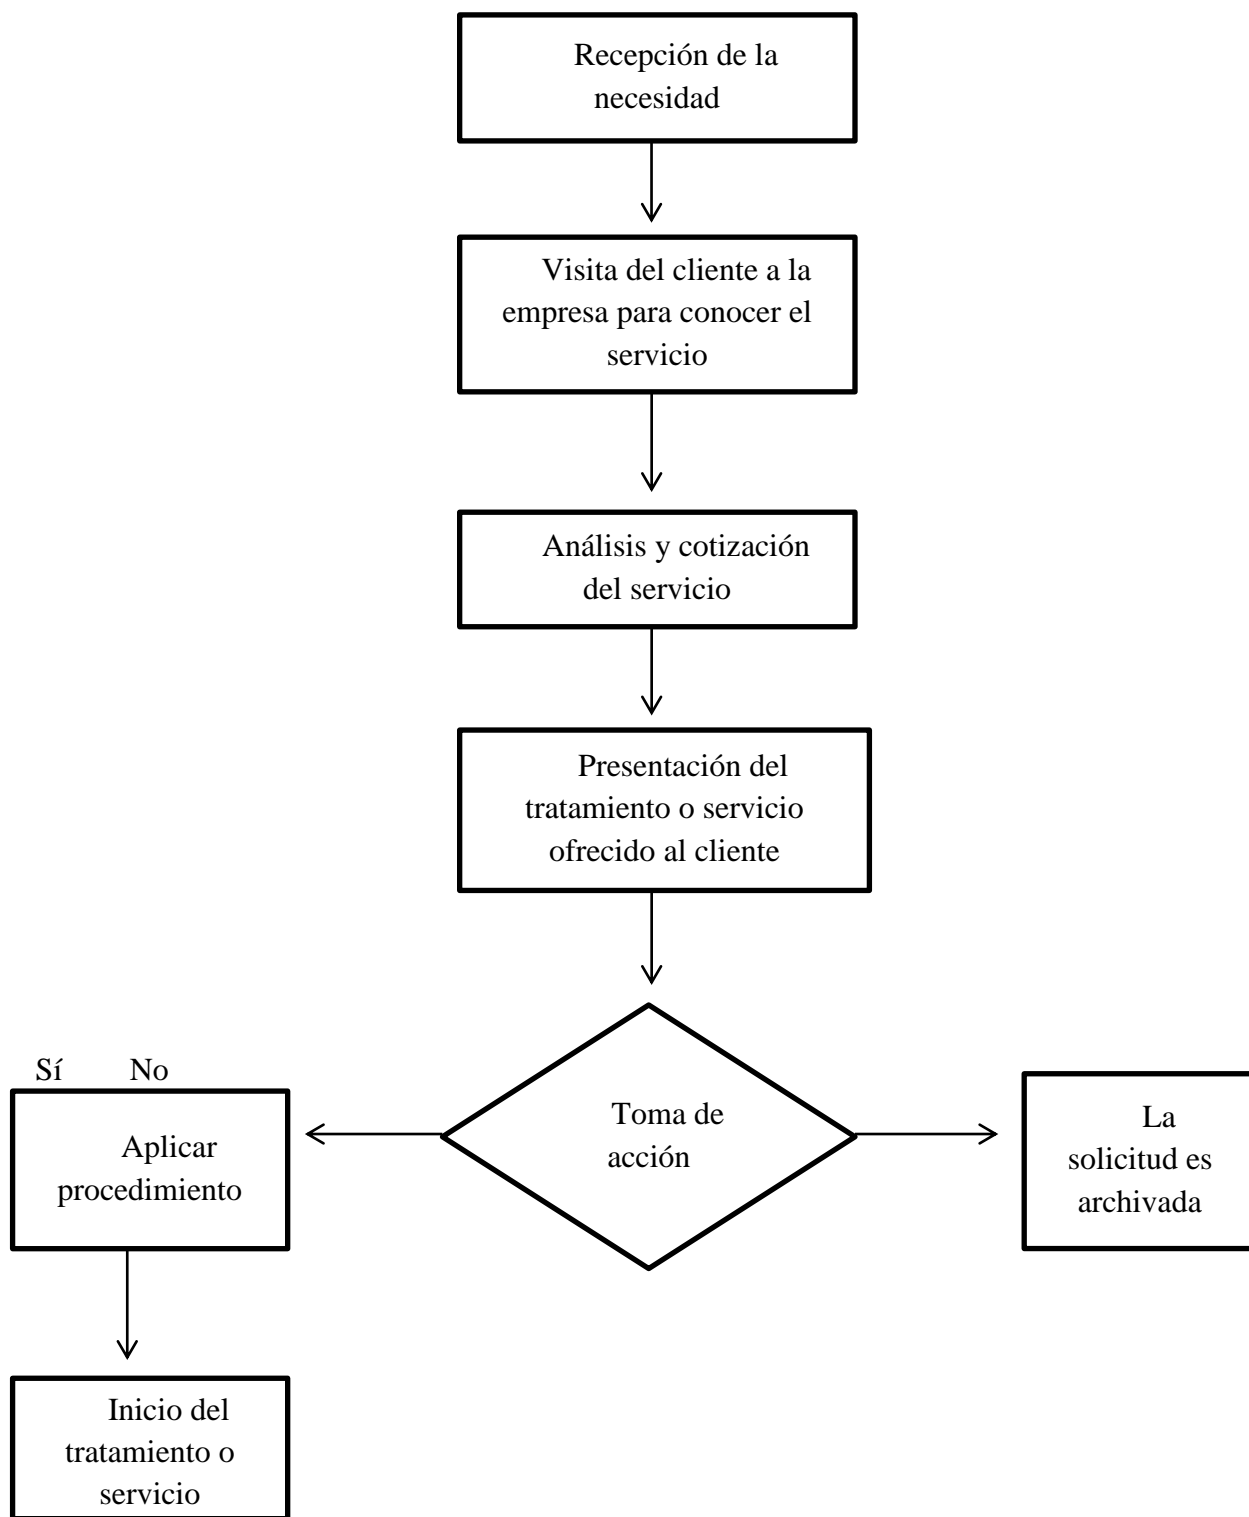 Recepción de la
necesidad
Visita del cliente a la
empresa para conocer el
servicio
Análisis y cotización
del servicio
Presentación del
tratamiento o servicio
ofrecido al cliente
Sí No
Toma de
acción
Aplicar
procedimiento
La
solicitud es
archivada
Inicio del
tratamiento o
servicio